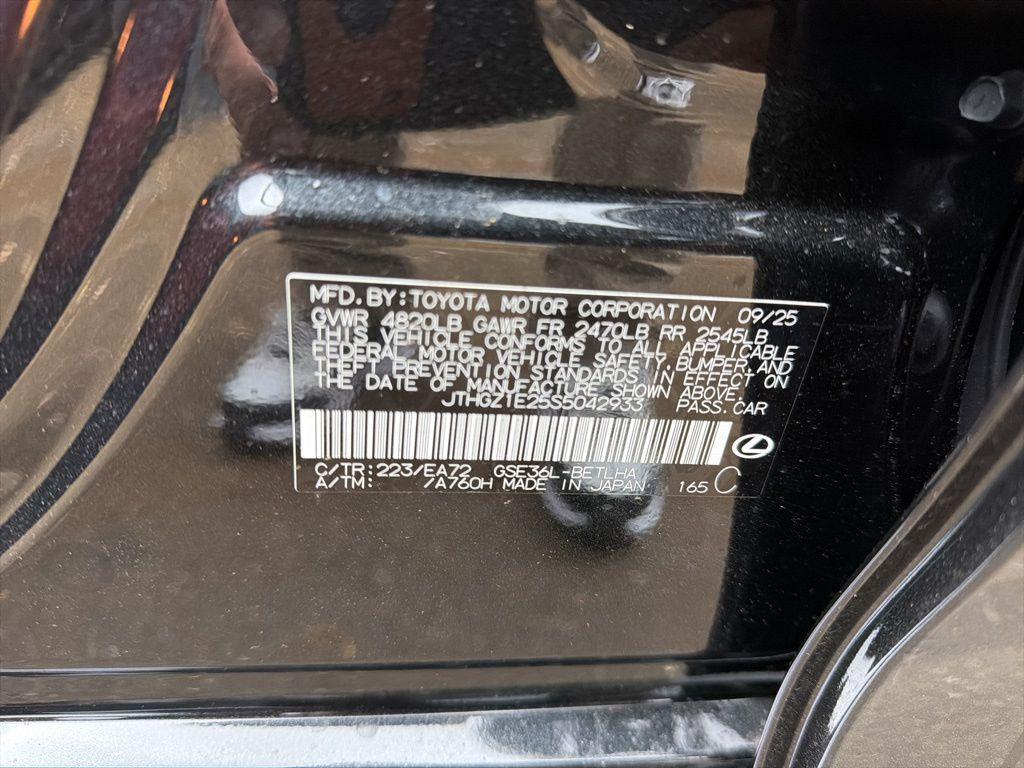 MFD. BY: TOYOTA MOTOR CORPORATION 09/25
GVWR 4820LB GAWR FR 2470LB RR 2545LB
THIS VEHICLE CONFORMS TO ALL APPLICABLE
FEDERAL MOTOR VEHICLE SAFETY, BUMPER, AND
THEFT PREVENTION STANDARDS IN EFFECT ON
THE DATE OF MANUFACTURE SHOWN ABOVE.
JTHGZ1E25S5042933 PASS. CAR
C/TR: 223/EA72 GSE36L-BETLHA
A/TM: /A760H MADE IN JAPAN 165 C